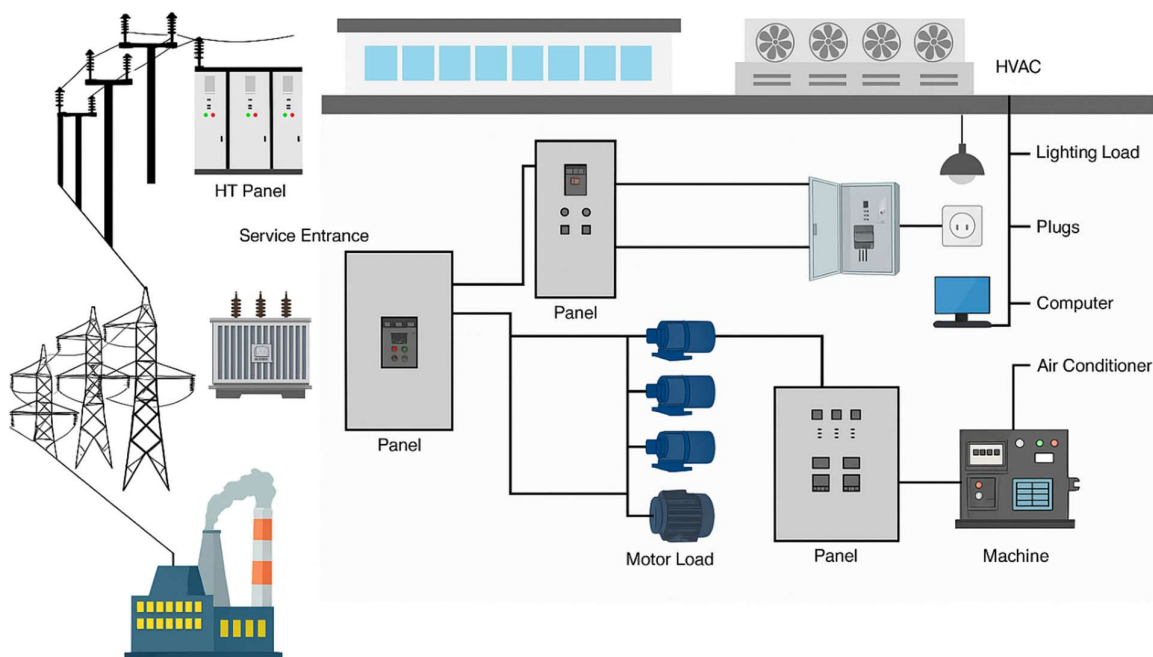 HVAC
Lighting Load
HT Panel
Plugs
Service Entrance
Computer
Panel
Air Conditioner
Panel
Motor Load
Panel
Machine